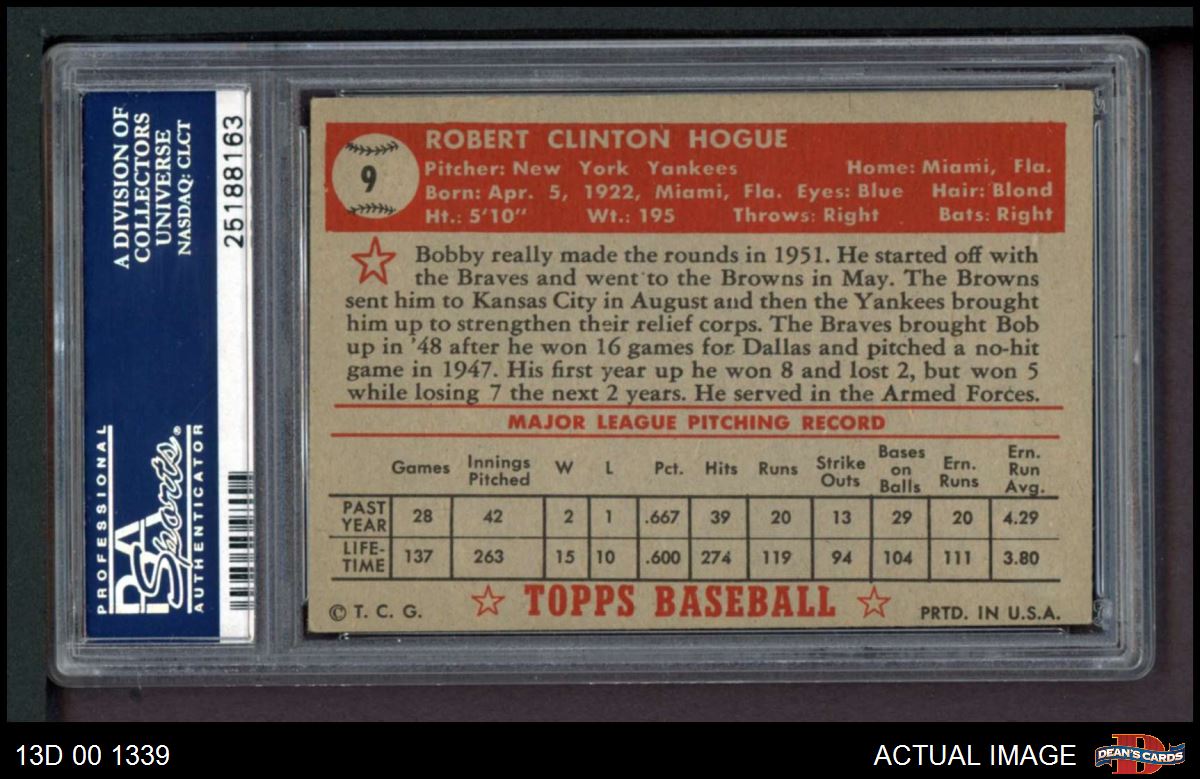 A DIVISION OF
COLLECTORS
UNIVERSE
NASDAQ: CLCT
25188163
PROFESSIONAL
PSA
Sports®
AUTHENTICATOR
9
ROBERT CLINTON HOGUE
Pitcher: New York Yankees Home: Miami, Fla.
Born: Apr. 5, 1922, Miami, Fla. Eyes: Blue Hair: Blond
Ht.: 5'10" Wt.: 195 Throws: Right Bats: Right
Bobby really made the rounds in 1951. He started off with
the Braves and went to the Browns in May. The Browns
sent him to Kansas City in August and then the Yankees brought
him up to strengthen their relief corps. The Braves brought Bob
up in '48 after he won 16 games for Dallas and pitched a no-hit
game in 1947. His first year up he won 8 and lost 2, but won 5
while losing 7 the next 2 years. He served in the Armed Forces.
MAJOR LEAGUE PITCHING RECORD
Games Innings Pitched W L Pct. Hits Runs Strike Outs Bases on Balls Ern. Runs Ern. Run Avg.
PAST YEAR 28 42 2 1 .667 39 20 13 29 20 4.29
LIFE-TIME 137 263 15 10 .600 274 119 94 104 111 3.80
© T. C. G. TOPPS BASEBALL PRTD. IN U.S.A.
13D 00 1339 ACTUAL IMAGE D DEAN'S CARDS